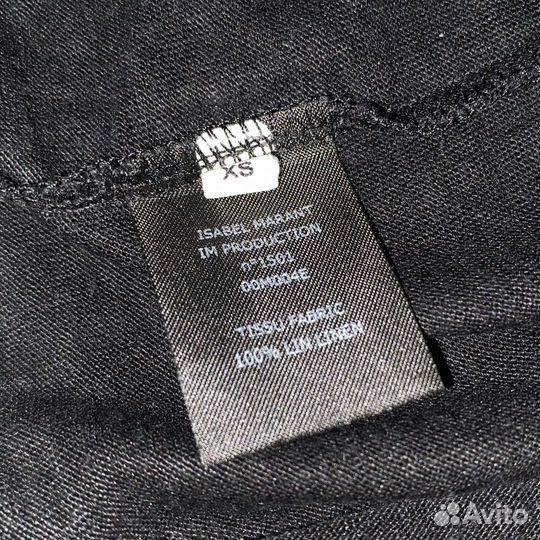 XS
ISABEL MARANT
IM PRODUCTION
n°1501
00M004E
TISSU FABRIC
100% LIN LINEN
Avito